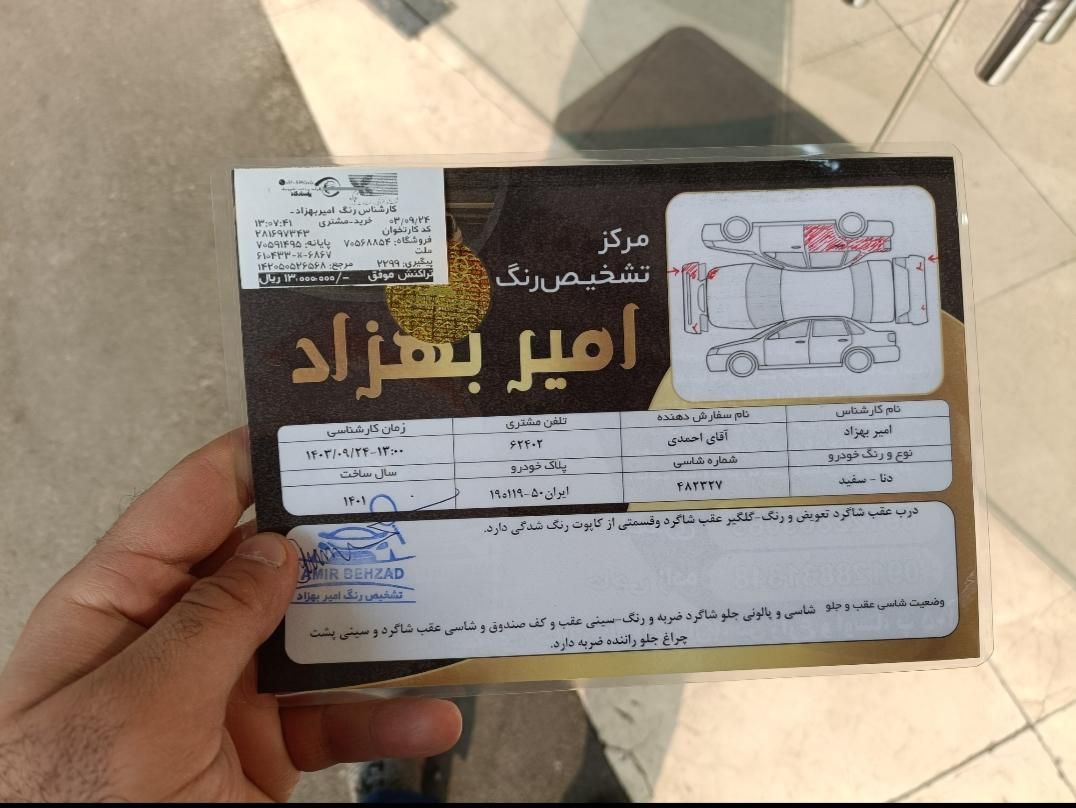 کارشناس رنگ امیربهزاد-
۰۳/۰۹/۲۴ خرید-مشتری ۱۳:۰۷:۴۱
کد کارتخوان ۲۸۱۶۹۷۳۴۳
فروشگاه: ۷۰۵۶۸۸۵۴ پایانه: ۷۰۵۹۱۴۹۵
ملت
۶۱۰۴۳۳-x-۶۸۶۷
پیگیری: ۲۲۹۹ مرجع: ۱۴۲۰۵۰۵۲۶۵۶۸
تراکنش موفق ۱۳،۰۰۰،۰۰۰/- ریال
مرکز
تشخیص‌رنگ
امیر بهزاد
نام کارشناس نام سفارش دهنده تلفن مشتری زمان کارشناسی
امیر بهزاد آقای احمدی ۶۲۴۰۲ ۱۴۰۳/۰۹/۲۴-۱۳:۰۰
نوع و رنگ خودرو شماره شاسی پلاک خودرو سال ساخت
دنا - سفید ۴۸۲۳۲۷ ایران۵۰-۱۹۰۱۱۹ ۱۴۰۱
درب عقب شاگرد تعویض و رنگ-گلگیر عقب شاگرد وقسمتی از کاپوت رنگ شدگی دارد.
AMIR BEHZAD
تشخیص رنگ امیر بهزاد
وضعیت شاسی عقب و جلو شاسی و پالونی جلو شاگرد ضربه و رنگ-سینی عقب و کف صندوق و شاسی عقب شاگرد و سینی پشت
چراغ جلو راننده ضربه دارد.